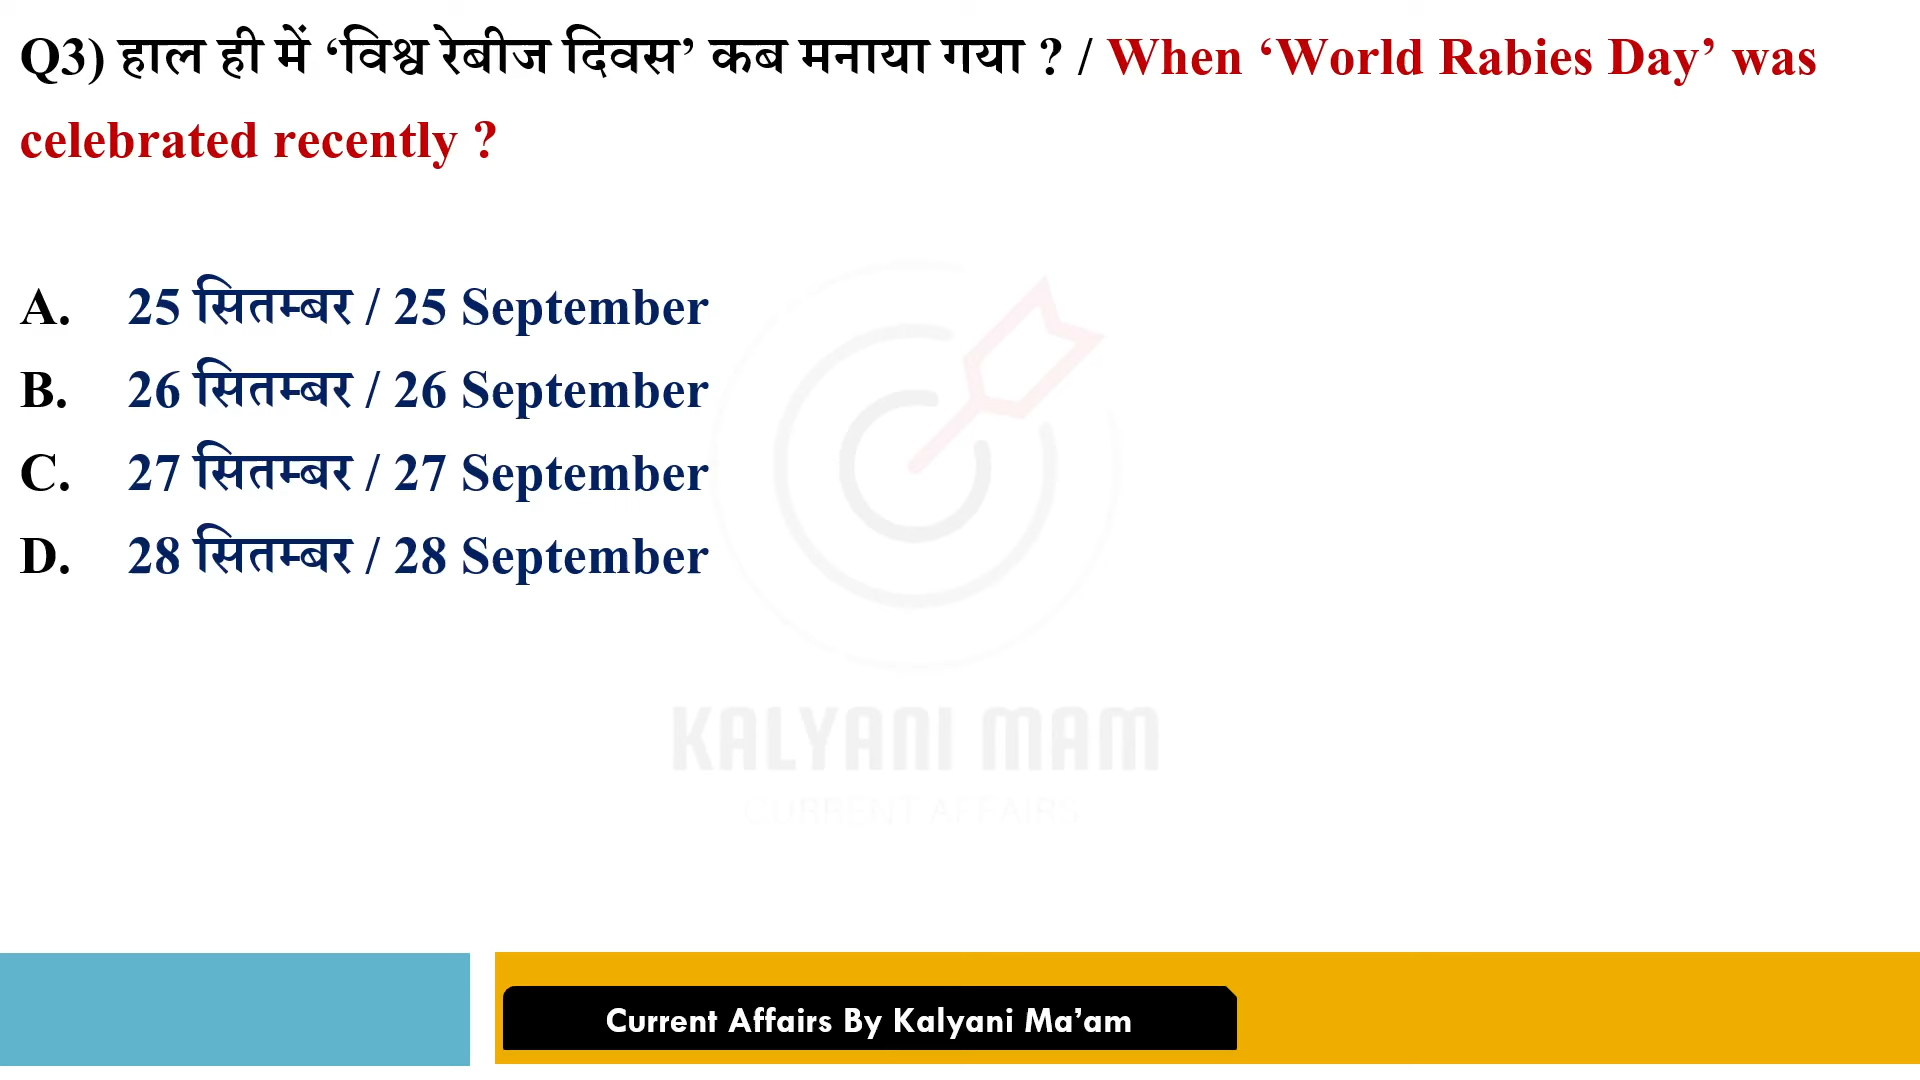 Q3) हाल ही में ‘विश्व रेबीज दिवस’ कब मनाया गया ? / When ‘World Rabies Day’ was
celebrated recently ?
A. 25 सितम्बर / 25 September
B. 26 सितम्बर / 26 September
C. 27 सितम्बर / 27 September
D. 28 सितम्बर / 28 September
KALYANI MAM
CURRENT AFFAIRS
Current Affairs By Kalyani Ma’am